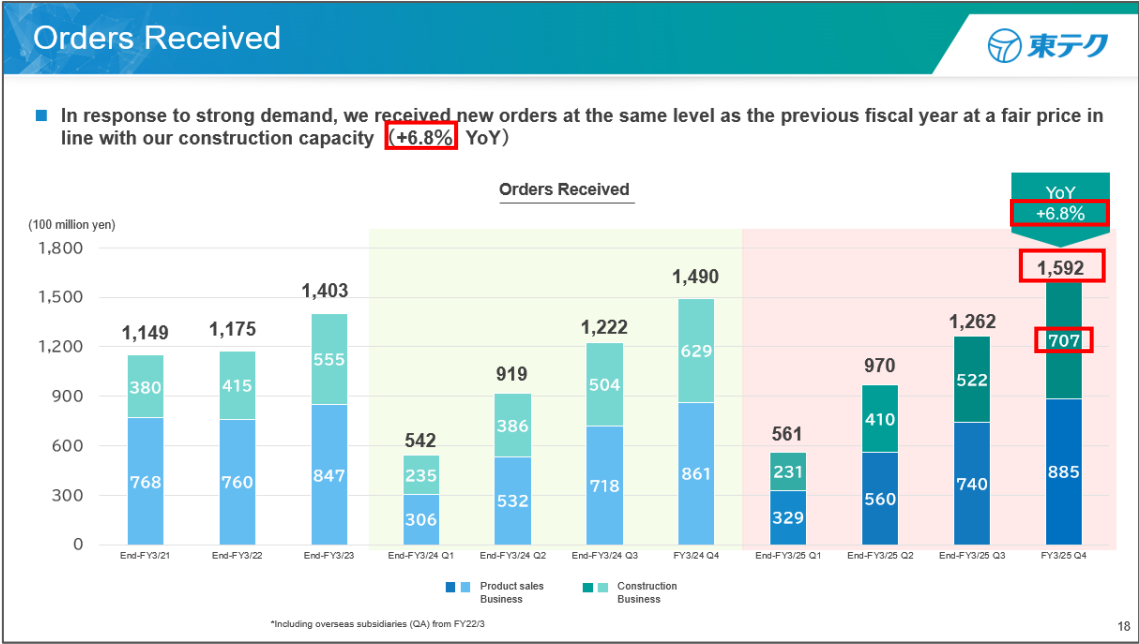 Orders Received
東テク
In response to strong demand, we received new orders at the same level as the previous fiscal year at a fair price in
line with our construction capacity （+6.8% YoY）
Orders Received
YoY
+6.8%
(100 million yen)
1,800
1,500
1,200
900
600
300
0
1,149
380
768
1,175
415
760
1,403
555
847
542
235
306
919
386
532
1,222
504
718
1,490
629
861
561
231
329
970
410
560
1,262
522
740
1,592
707
885
End-FY3/21
End-FY3/22
End-FY3/23
End-FY3/24 Q1
End-FY3/24 Q2
End-FY3/24 Q3
FY3/24 Q4
End-FY3/25 Q1
End-FY3/25 Q2
End-FY3/25 Q3
FY3/25 Q4
Product sales
Business
Construction
Business
*Including overseas subsidiaries (QA) from FY22/3
18